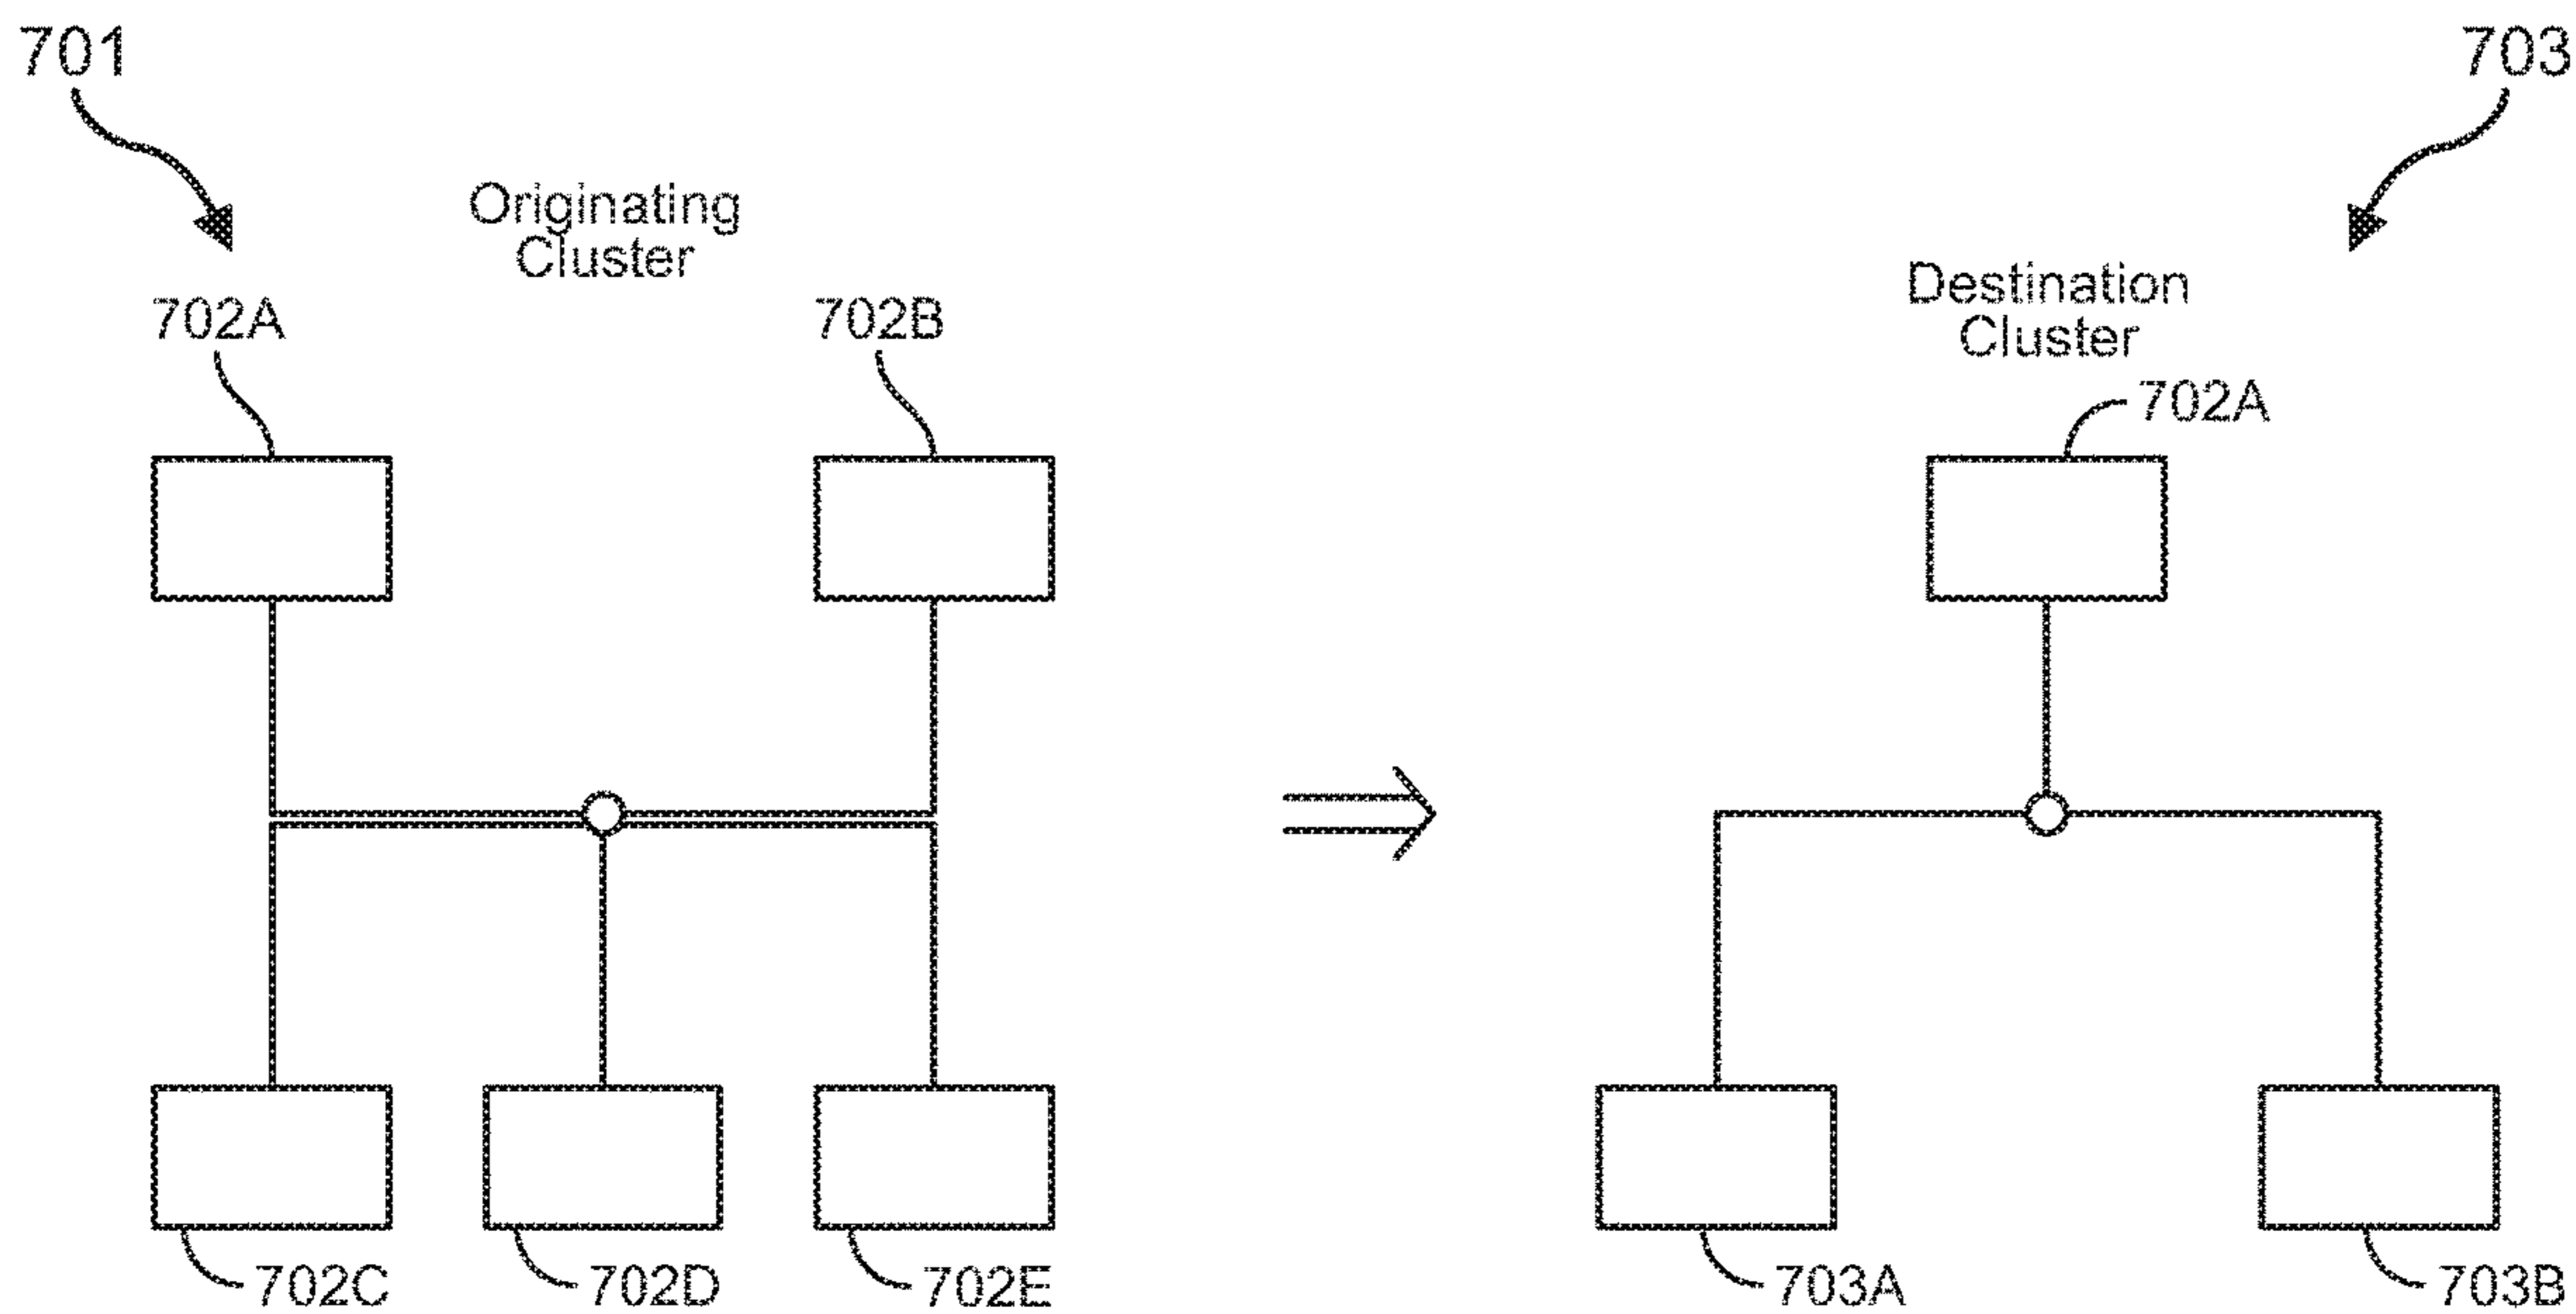 701
703
Originating
Cluster
Destination
Cluster
702A
702B
702A
702C
702D
702E
703A
703B